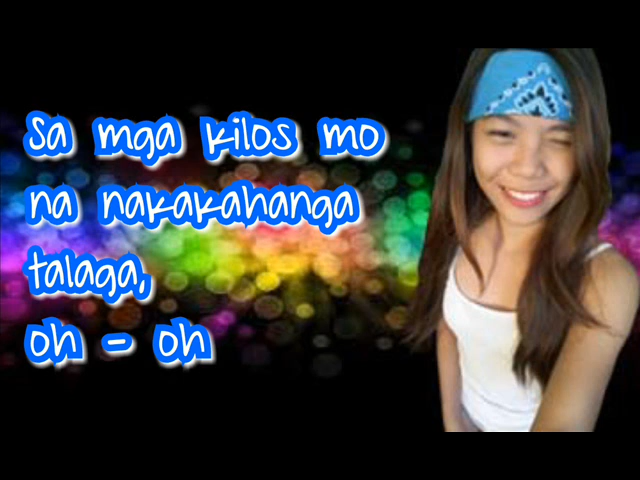 Sa mga kilos mo
na nakakahanga
talaga,
oh - oh